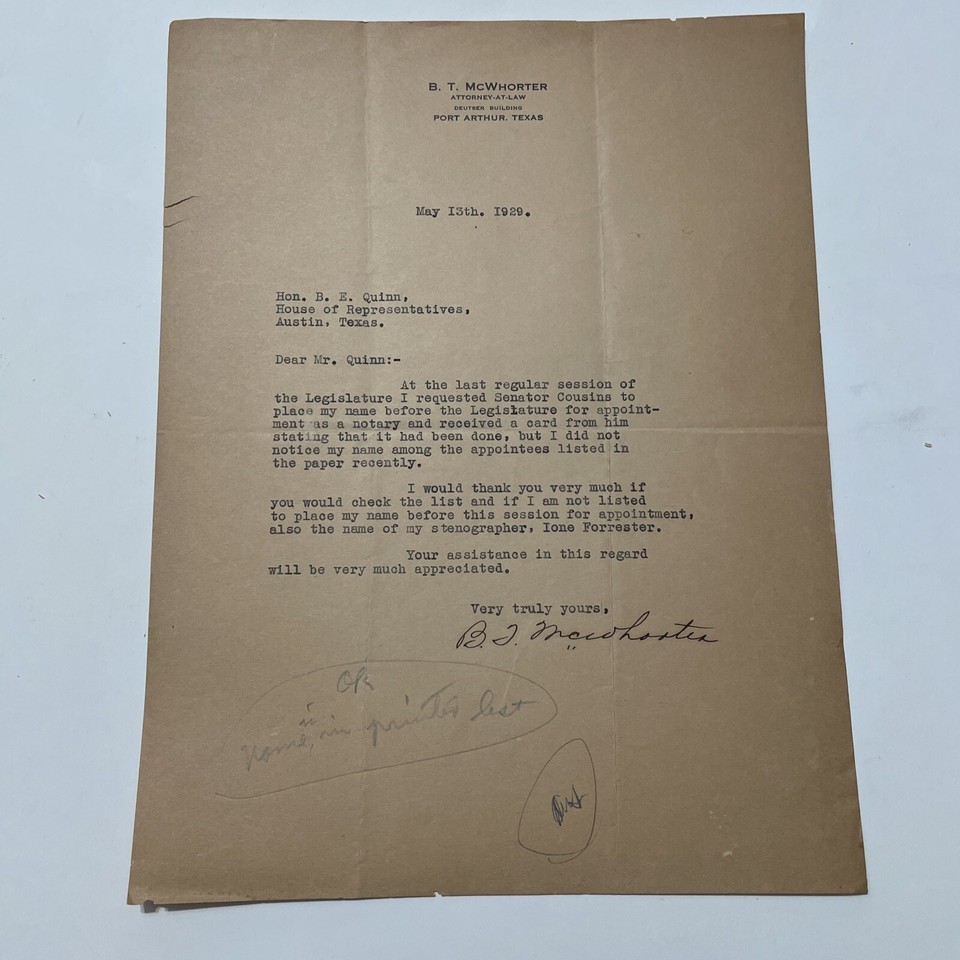 B. T. McWHORTER
ATTORNEY-AT-LAW
DEUTSER BUILDING
PORT ARTHUR, TEXAS
May 13th. 1929.
Hon. B. E. Quinn,
House of Representatives,
Austin, Texas.
Dear Mr. Quinn:-
At the last regular session of
the Legislature I requested Senator Cousins to
place my name before the Legislature for appoint-
ment as a notary and received a card from him
stating that it had been done, but I did not
notice my name among the appointees listed in
the paper recently.
I would thank you very much if
you would check the list and if I am not listed
to place my name before this session for appointment,
also the name of my stenographer, Ione Forrester.
Your assistance in this regard
will be very much appreciated.
Very truly yours,
B. T. McWhorter
OK
is
Name, in printed list